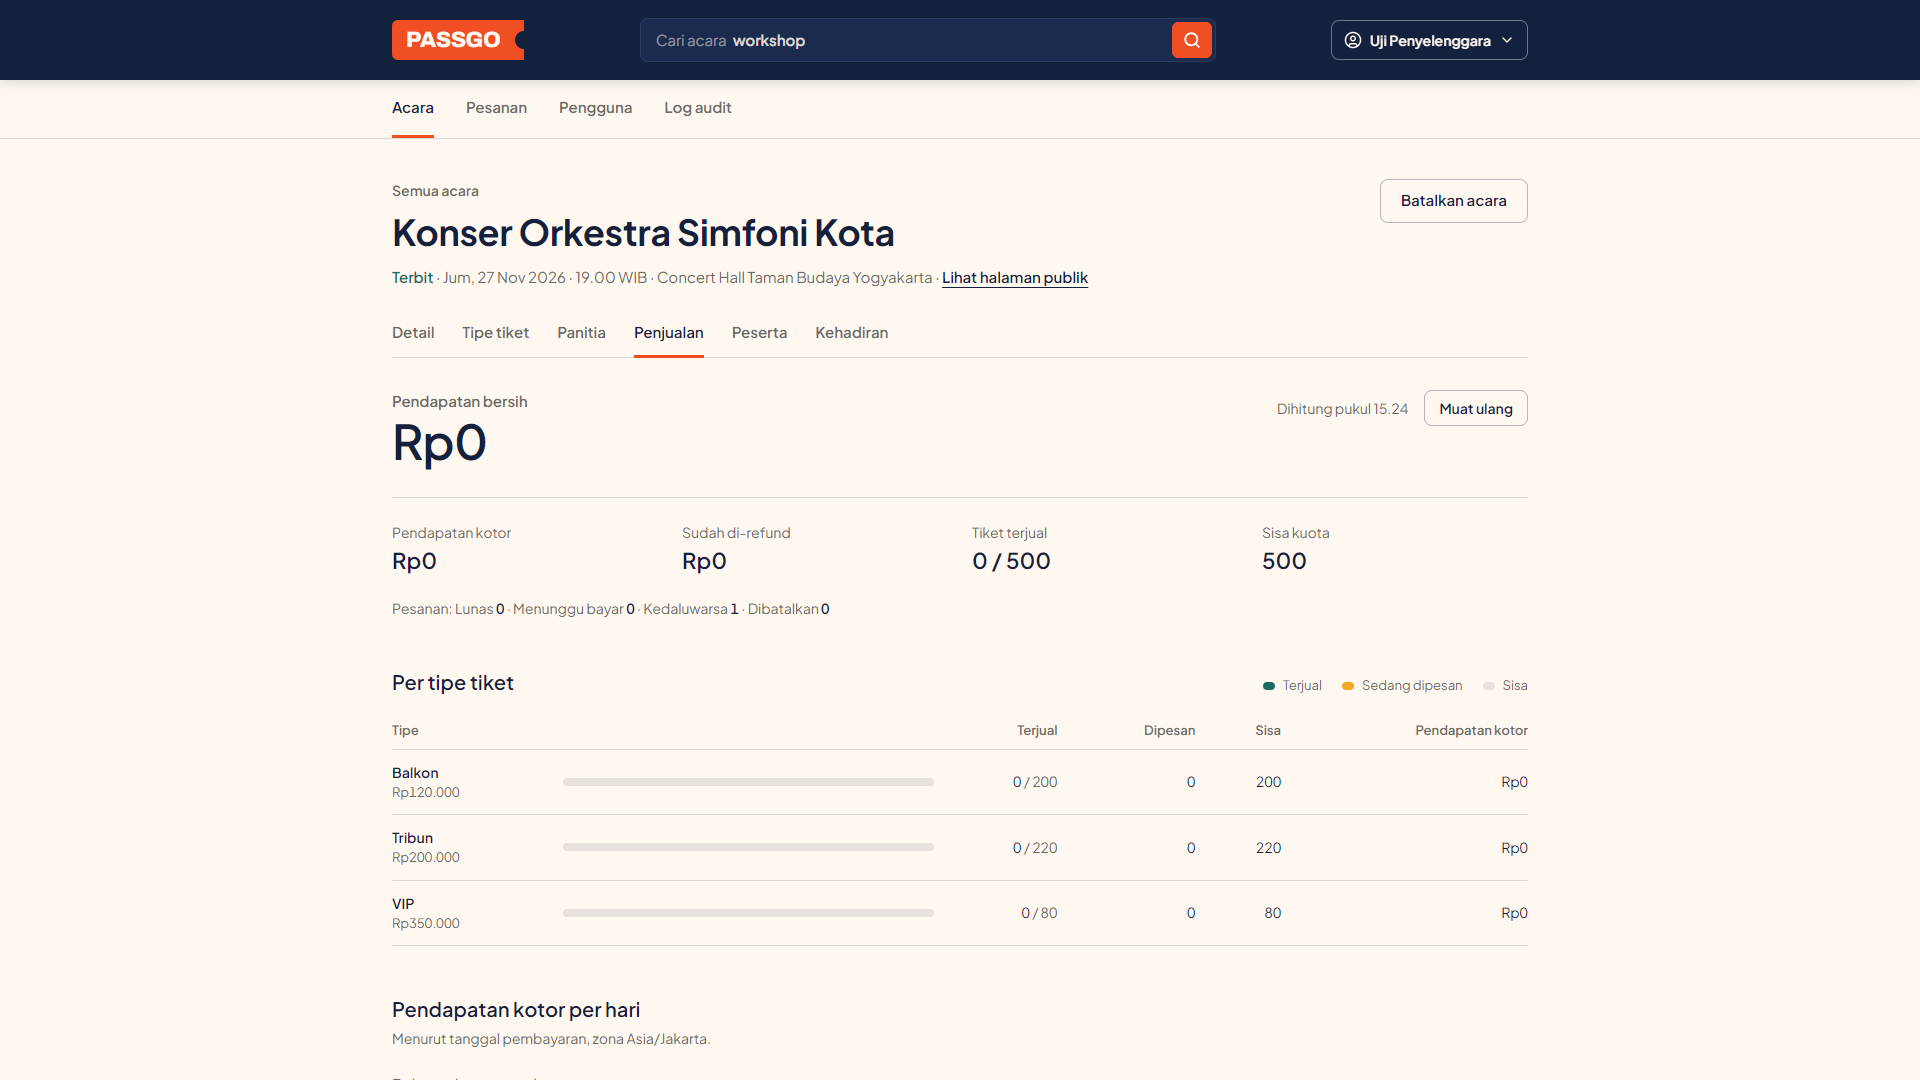 PASSGO
Cari acara workshop
Uji Penyelenggara
Acara Pesanan Pengguna Log audit
Semua acara
Batalkan acara
Konser Orkestra Simfoni Kota
Terbit · Jum, 27 Nov 2026 · 19.00 WIB · Concert Hall Taman Budaya Yogyakarta · Lihat halaman publik
Detail Tipe tiket Panitia Penjualan Peserta Kehadiran
Pendapatan bersih
Dihitung pukul 15.24 Muat ulang
Rp0
Pendapatan kotor Sudah di-refund Tiket terjual Sisa kuota
Rp0 Rp0 0 / 500 500
Pesanan: Lunas 0 · Menunggu bayar 0 · Kedaluwarsa 1 · Dibatalkan 0
Per tipe tiket
Terjual Sedang dipesan Sisa
Tipe Terjual Dipesan Sisa Pendapatan kotor
Balkon
Rp120.000
0 / 200 0 200 Rp0
Tribun
Rp200.000
0 / 220 0 220 Rp0
VIP
Rp350.000
0 / 80 0 80 Rp0
Pendapatan kotor per hari
Menurut tanggal pembayaran, zona Asia/Jakarta.